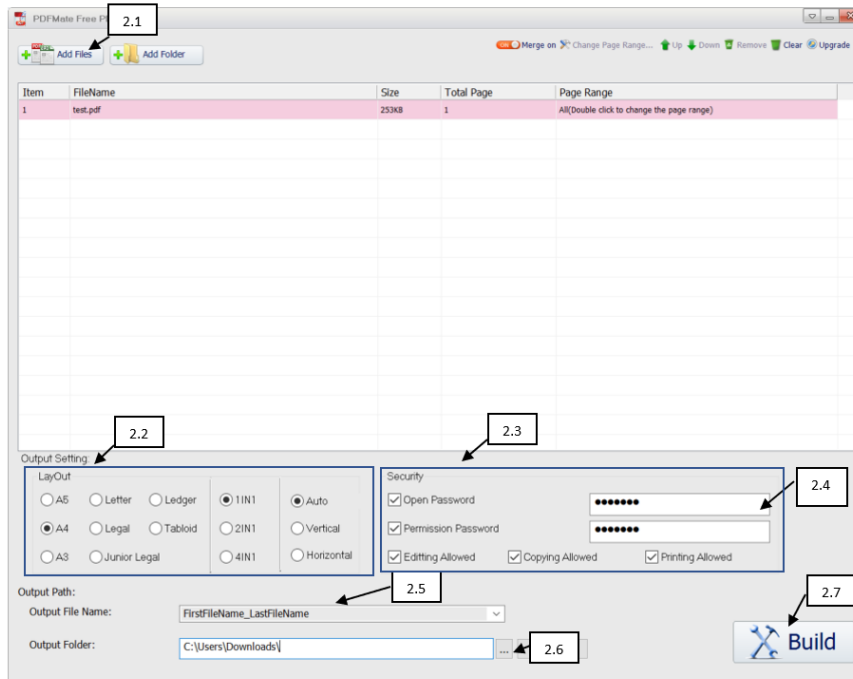 PDFMate Free P
2.1
Add Files Add Folder ON Merge on Change Page Range... Up Down Remove Clear Upgrade
Item FileName Size Total Page Page Range
1 test.pdf 253KB 1 All(Double click to change the page range)
2.2
2.3
Output Setting:
LayOut Security
2.4
A5 Letter Ledger 1IN1 Auto Open Password •••••••
A4 Legal Tabloid 2IN1 Vertical Permission Password •••••••
A3 Junior Legal 4IN1 Horizontal Editting Allowed Copying Allowed Printing Allowed
Output Path:
2.5
2.7
Output File Name: FirstFileName_LastFileName
Output Folder: C:\Users\Downloads\ ... 2.6
Build